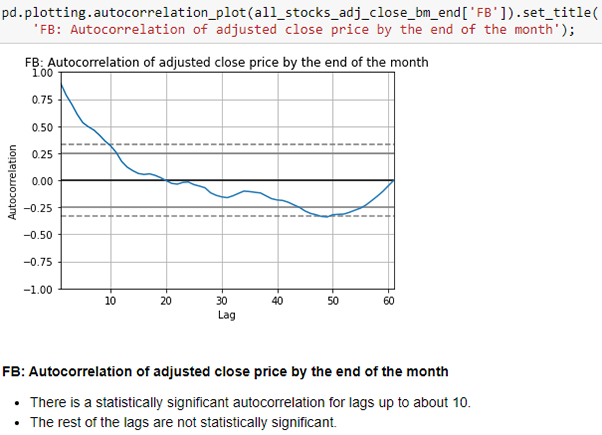 pd.plotting.autocorrelation_plot(all_stocks_adj_close_bm_end['FB']).set_title(
'FB: Autocorrelation of adjusted close price by the end of the month');
FB: Autocorrelation of adjusted close price by the end of the month
1.00
0.75
0.50
0.25
0.00
−0.25
−0.50
−0.75
−1.00
Autocorrelation
10 20 30 40 50 60
Lag
FB: Autocorrelation of adjusted close price by the end of the month
• There is a statistically significant autocorrelation for lags up to about 10.
• The rest of the lags are not statistically significant.